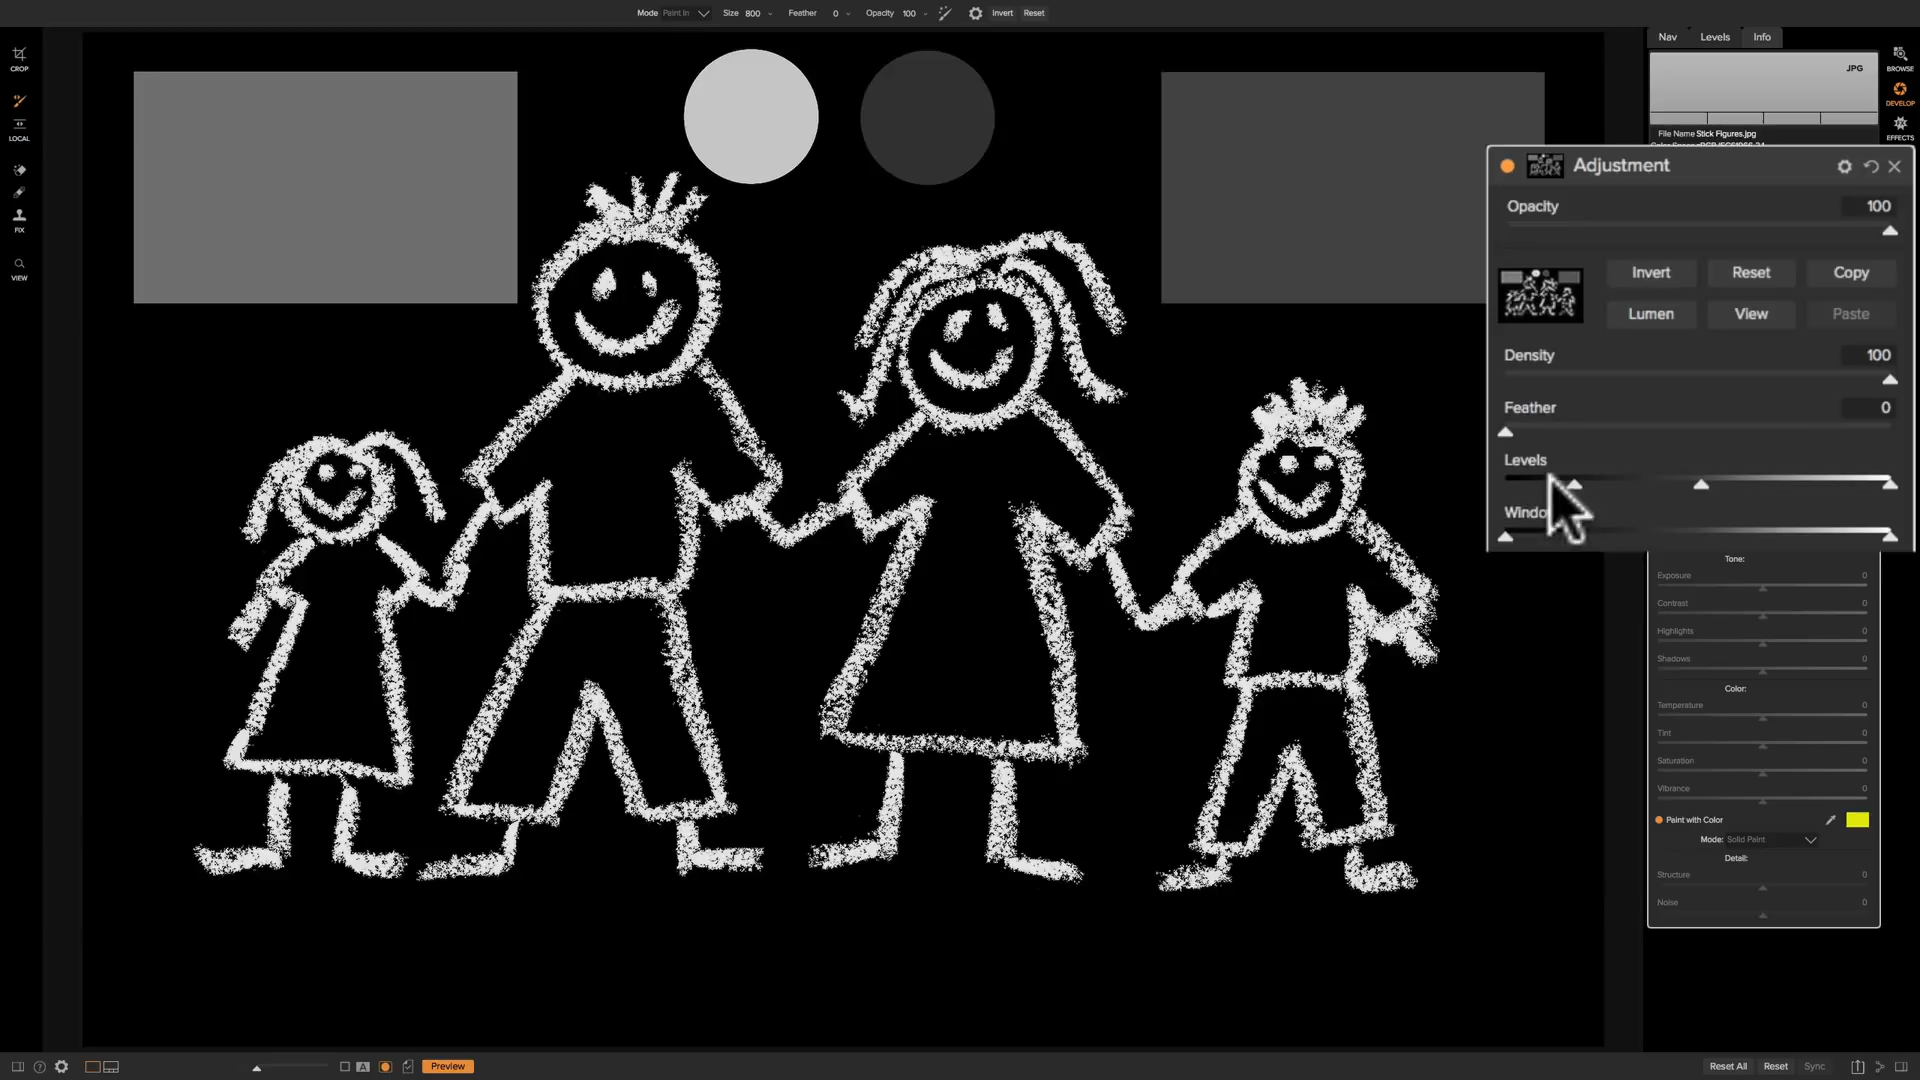 Mode Paint In Size 800 Feather 0 Opacity 100 Invert Reset
CROP
LOCAL
FIX
VIEW
Nav Levels Info
JPG
File Name Stick Figures.jpg
BROWSE
DEVELOP
EFFECTS
Adjustment
Opacity 100
Invert Reset Copy
Lumen View Paste
Density 100
Feather 0
Levels
Windo
Tone:
Exposure 0
Contrast 0
Highlights 0
Shadows 0
Color:
Temperature 0
Tint 0
Saturation 0
Vibrance 0
Paint with Color
Mode: Solid Paint
Detail:
Structure 0
Noise 0
A Preview
Reset All Reset Sync